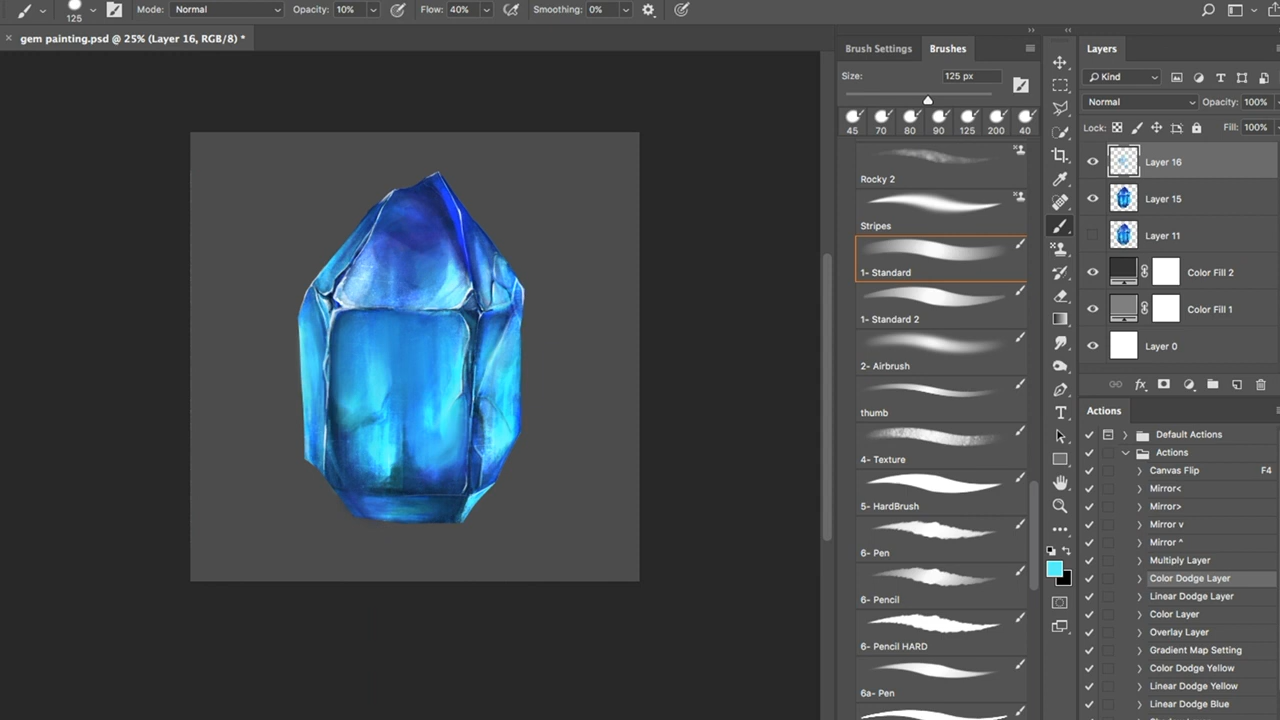 Mode: Normal Opacity: 10% Flow: 40% Smoothing: 0%
125
gem painting.psd @ 25% (Layer 16, RGB/8) *
Brush Settings Brushes
Size: 125 px
45 70 80 90 125 200 40
Rocky 2
Stripes
1- Standard
1- Standard 2
2- Airbrush
thumb
4- Texture
5- HardBrush
6- Pen
6- Pencil
6- Pencil HARD
6a- Pen
Layers
Kind
Normal Opacity: 100%
Lock: Fill: 100%
Layer 16
Layer 15
Layer 11
Color Fill 2
Color Fill 1
Layer 0
Actions
Default Actions
Actions
Canvas Flip F4
Mirror<
Mirror>
Mirror v
Mirror ^
Multiply Layer
Color Dodge Layer
Linear Dodge Layer
Color Layer
Overlay Layer
Gradient Map Setting
Color Dodge Yellow
Linear Dodge Yellow
Linear Dodge Blue